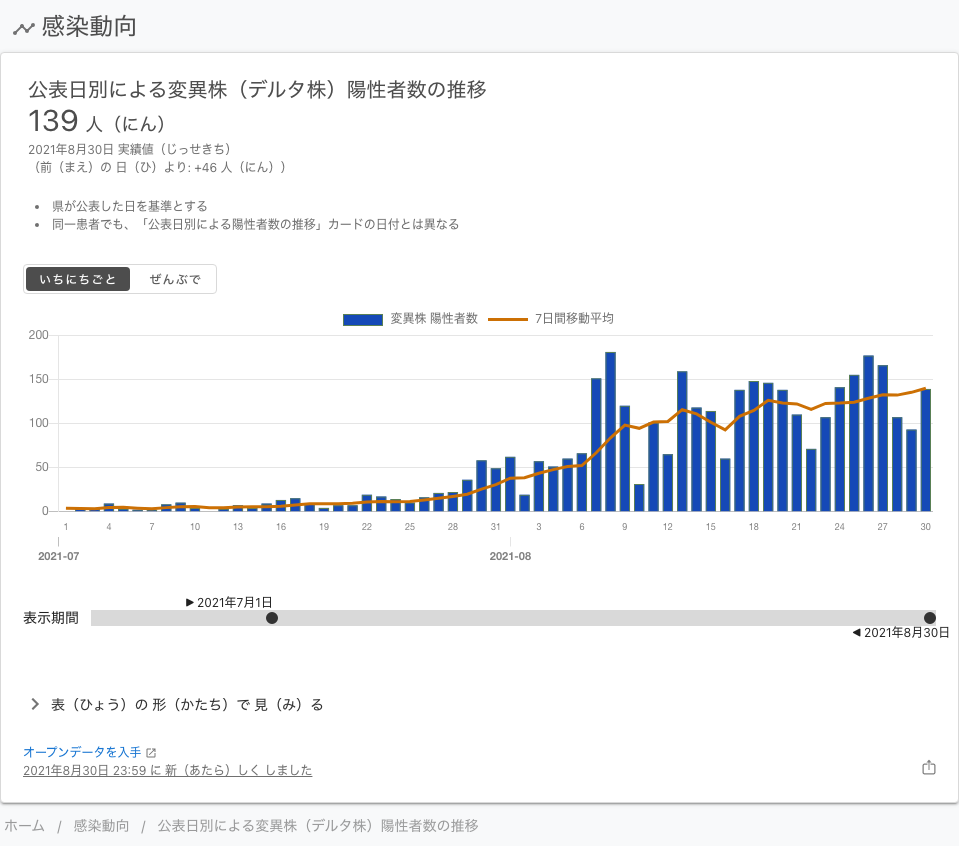 感染動向
公表日別による変異株（デルタ株）陽性者数の推移
139 人（にん）
2021年8月30日 実績値（じっせきち）
（前（まえ）の 日（ひ）より: +46 人（にん））
• 県が公表した日を基準とする
• 同一患者でも、「公表日別による陽性者数の推移」カードの日付とは異なる
いちにちごと ぜんぶで
変異株 陽性者数 7日間移動平均
200
150
100
50
0
1 4 7 10 13 16 19 22 25 28 31 3 6 9 12 15 18 21 24 27 30
2021-07 2021-08
▶ 2021年7月1日
表示期間
◀ 2021年8月30日
表（ひょう）の 形（かたち）で 見（み）る
オープンデータを入手
2021年8月30日 23:59 に 新（あたら）しく しました
ホーム / 感染動向 / 公表日別による変異株（デルタ株）陽性者数の推移